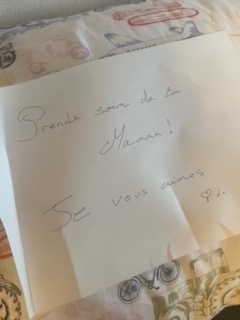 Prends soin de ta
Maman!
Je vous aimes